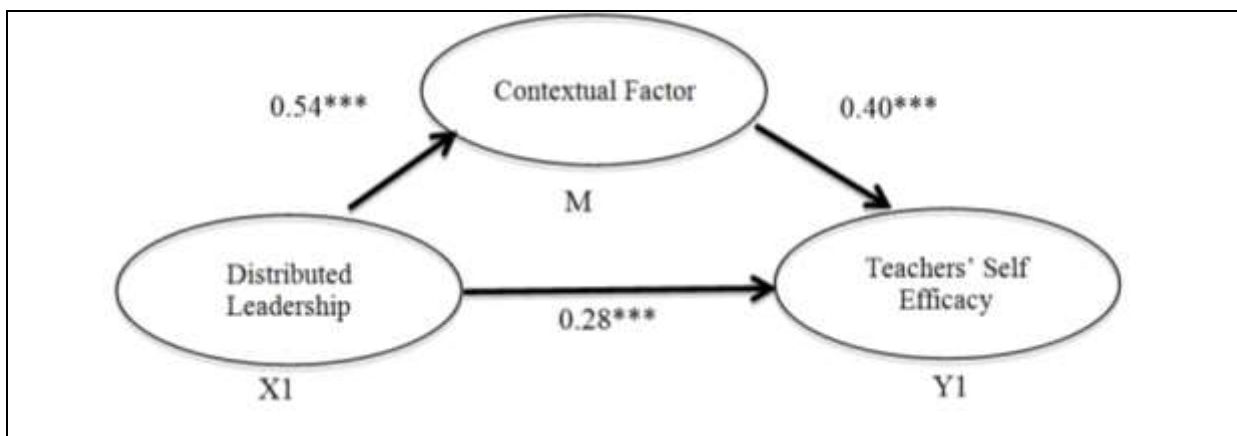 Contextual Factor
0.54***
0.40***
M
Distributed
Leadership
Teachers’ Self
Efficacy
0.28***
X1
Y1